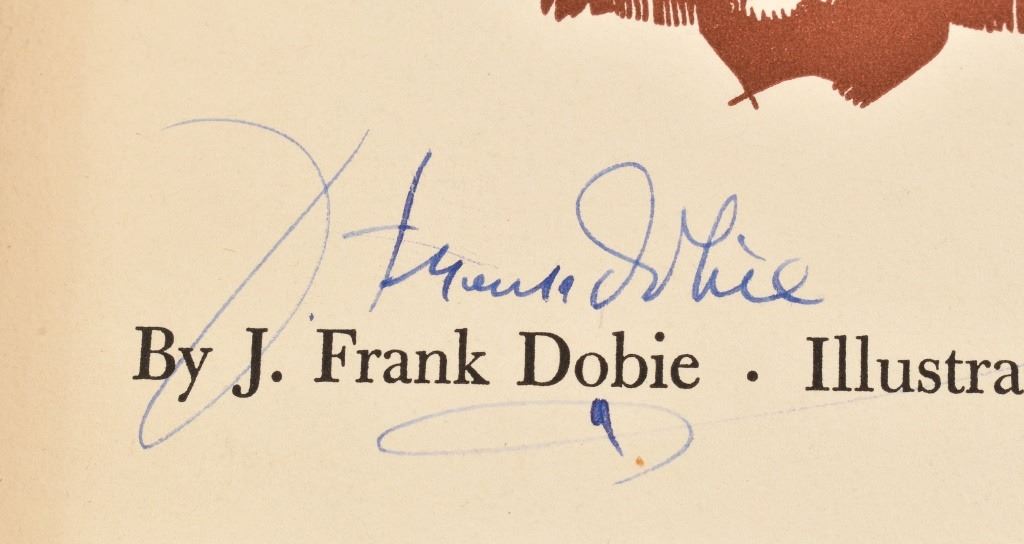 J Frank Dobie
By J. Frank Dobie · Illustra